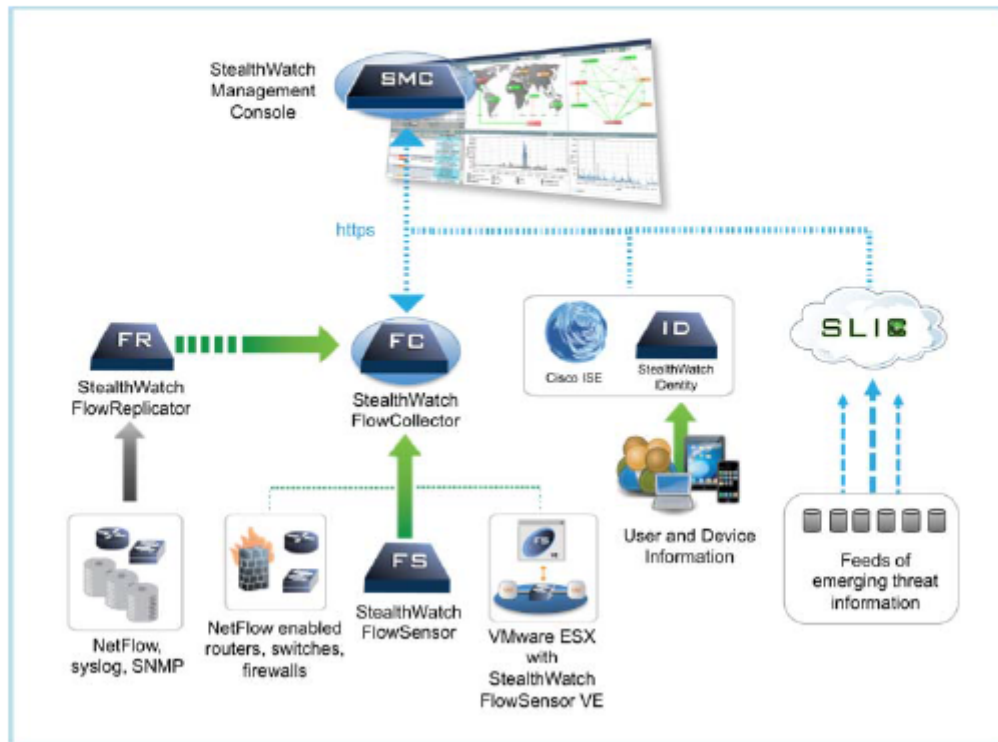 StealthWatch
Management
Console
SMC
https
FR
StealthWatch
FlowReplicator
FC
StealthWatch
FlowCollector
Cisco ISE
ID
StealthWatch
IDentity
SLIC
NetFlow,
syslog, SNMP
NetFlow enabled
routers, switches,
firewalls
FS
StealthWatch
FlowSensor
FS
VE
VMware ESX
with
StealthWatch
FlowSensor VE
User and Device
Information
Feeds of
emerging threat
information